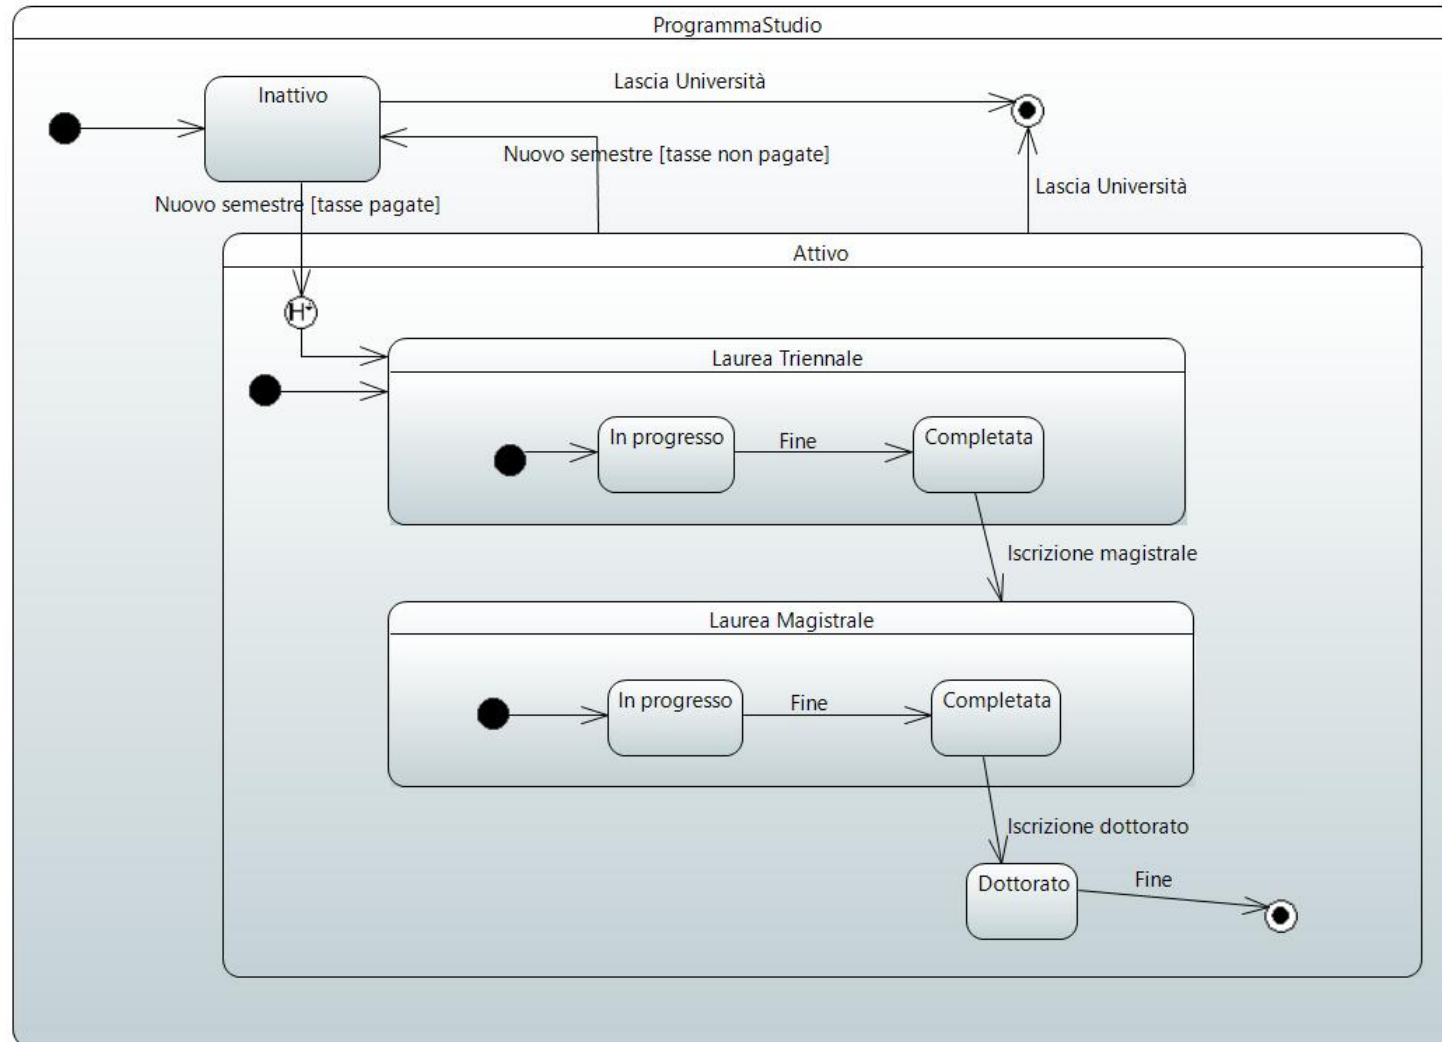 ProgrammaStudio
Inattivo
Lascia Università
Nuovo semestre [tasse non pagate]
Lascia Università
Nuovo semestre [tasse pagate]
Attivo
H*
Laurea Triennale
In progresso
Fine
Completata
Iscrizione magistrale
Laurea Magistrale
In progresso
Fine
Completata
Iscrizione dottorato
Dottorato
Fine